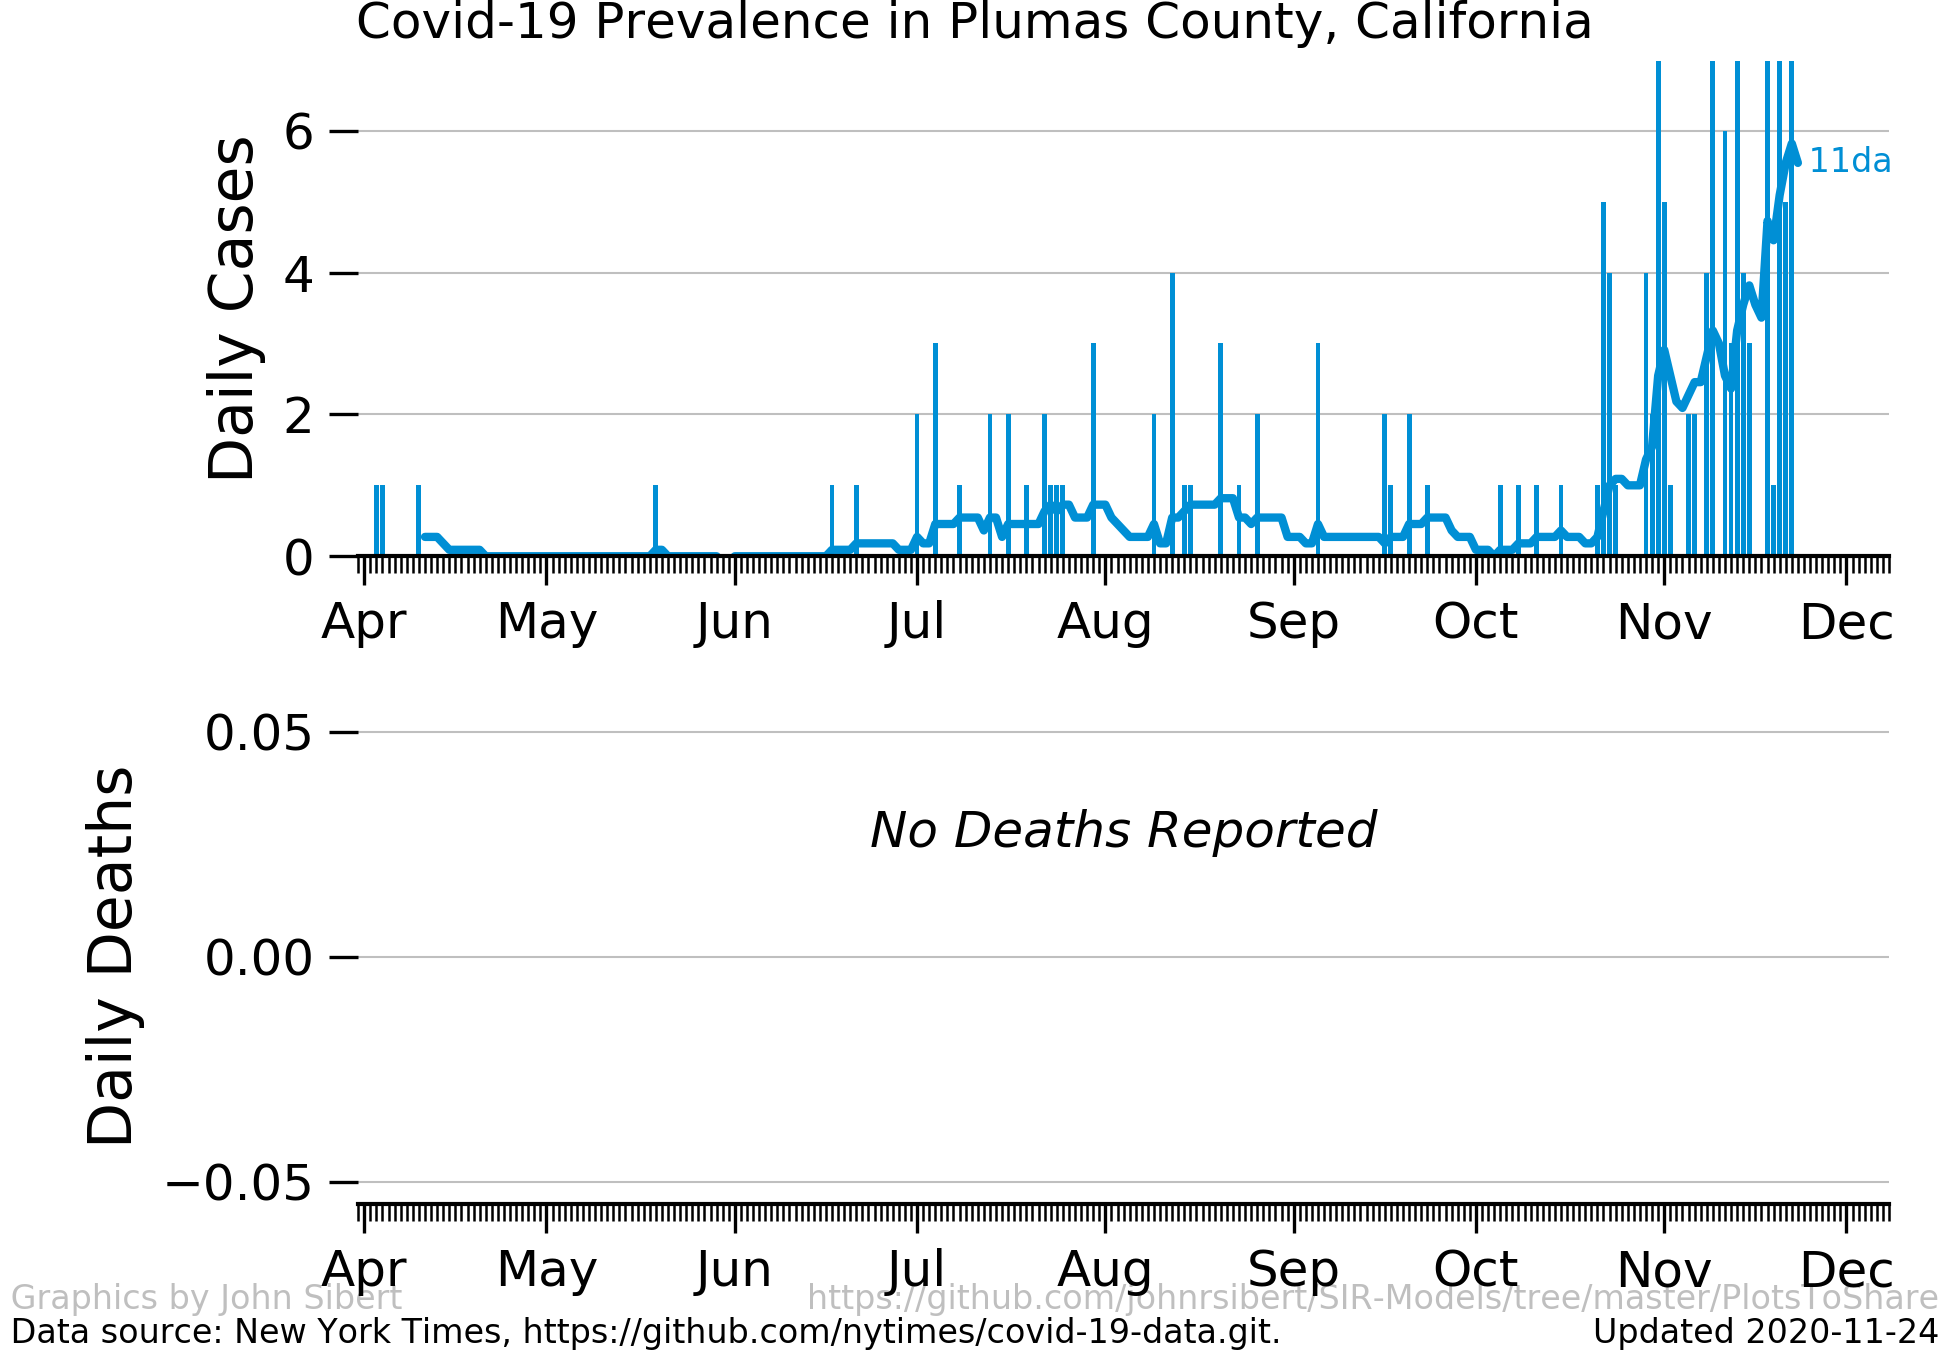 Covid-19 Prevalence in Plumas County, California
Daily Cases
6
4
2
0
11da
Apr May Jun Jul Aug Sep Oct Nov Dec
Daily Deaths
0.05
0.00
−0.05
No Deaths Reported
Apr May Jun Jul Aug Sep Oct Nov Dec
Graphics by John Sibert https://github.com/johnrsibert/SIR-Models/tree/master/PlotsToShare
Data source: New York Times, https://github.com/nytimes/covid-19-data.git. Updated 2020-11-24